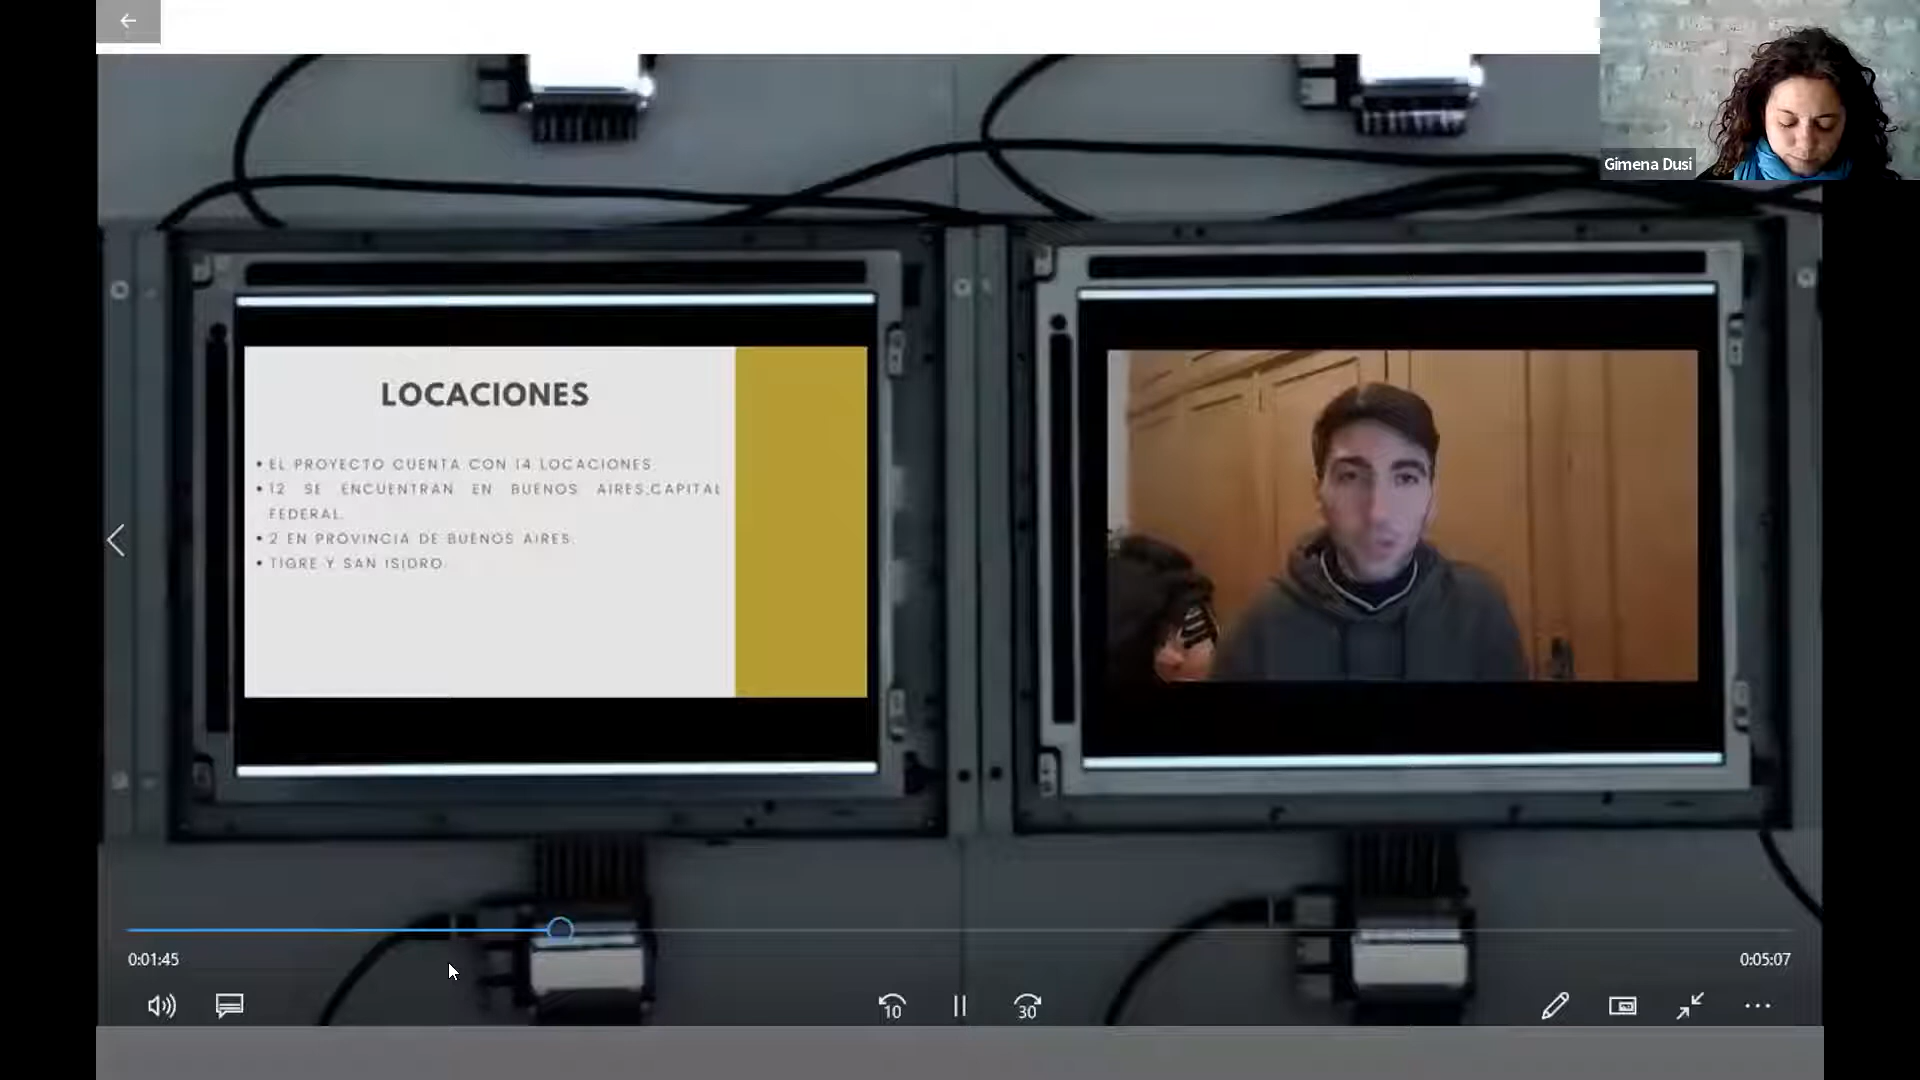 Gimena Dusi
LOCACIONES
• EL PROYECTO CUENTA CON 14 LOCACIONES.
• 12 SE ENCUENTRAN EN BUENOS AIRES,CAPITAL
FEDERAL.
• 2 EN PROVINCIA DE BUENOS AIRES.
• TIGRE Y SAN ISIDRO.
0:01:45
0:05:07
10
30